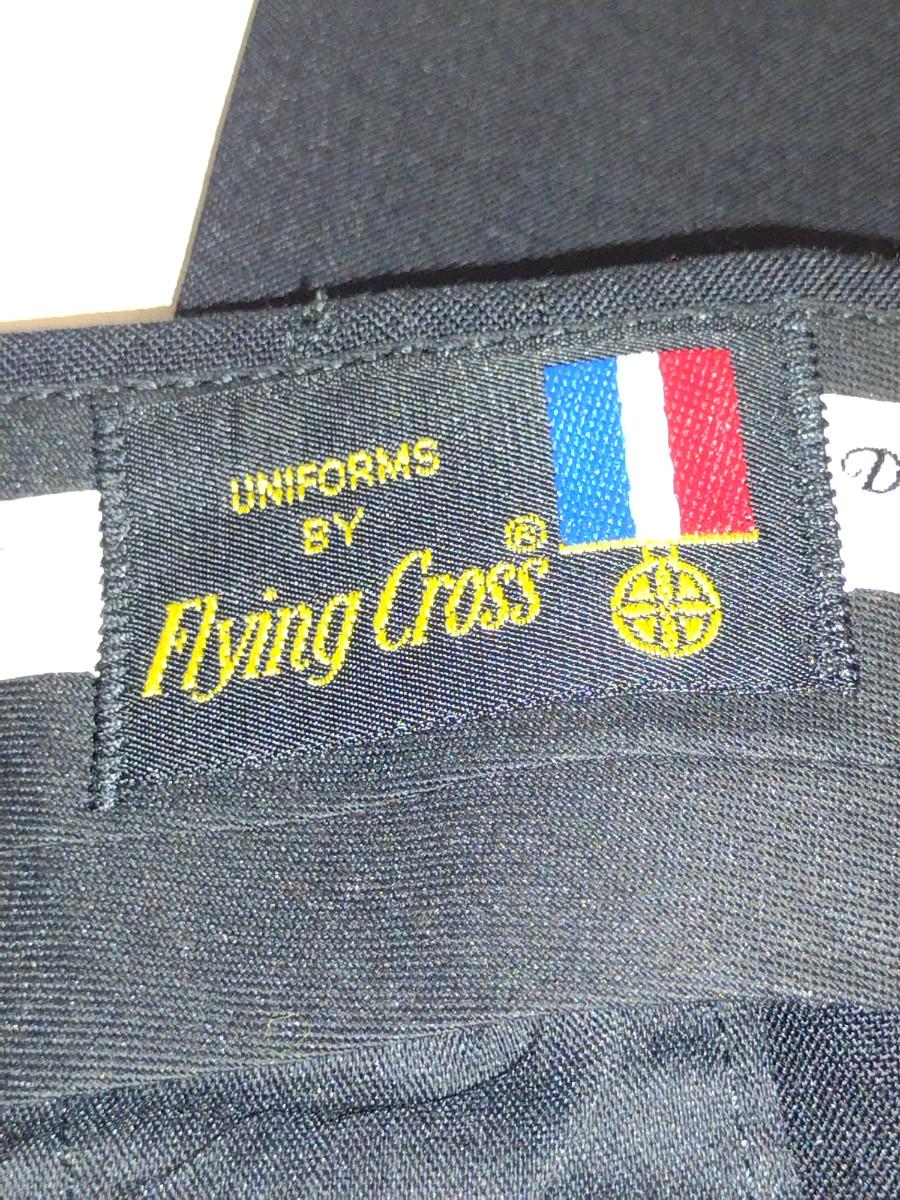 UNIFORMS
BY
Flying Cross®
D